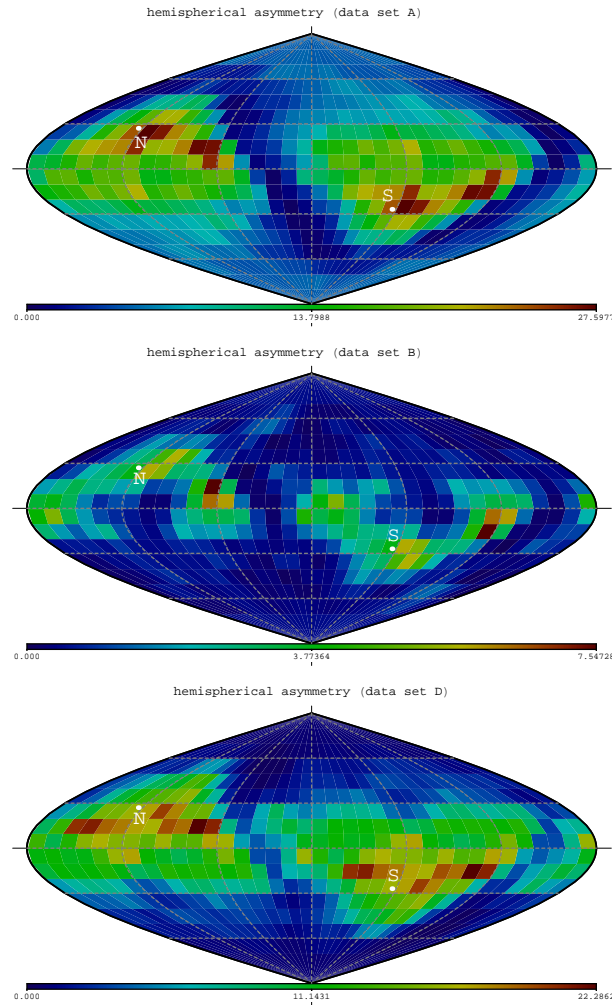 hemispherical asymmetry (data set A)
N
S
0.000 13.7988 27.5977
hemispherical asymmetry (data set B)
N
S
0.000 3.77364 7.54728
hemispherical asymmetry (data set D)
N
S
0.000 11.1431 22.2862